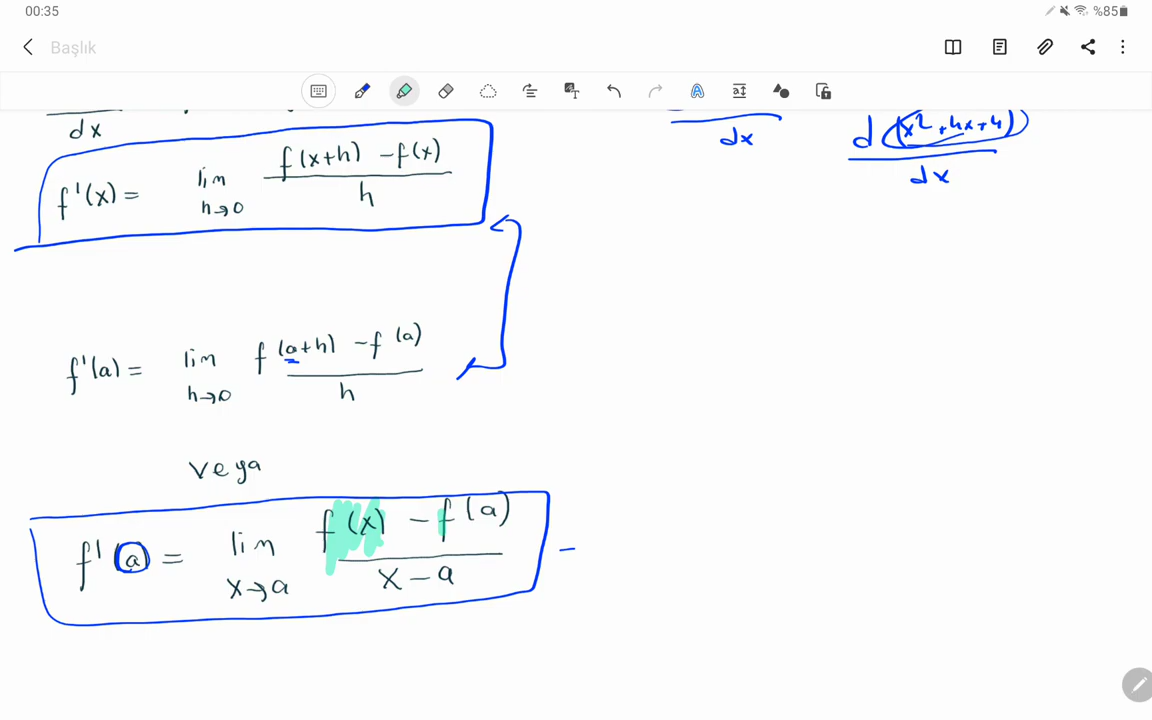 00:35
%85
Başlık
dx
f'(x) = lim h→0 f(x+h) - f(x) / h
dx
d(x²+4x+4)
dx
f'(a) = lim h→0 f(a+h) - f(a) / h
veya
f'(a) = lim x→a f(x) - f(a) / x - a